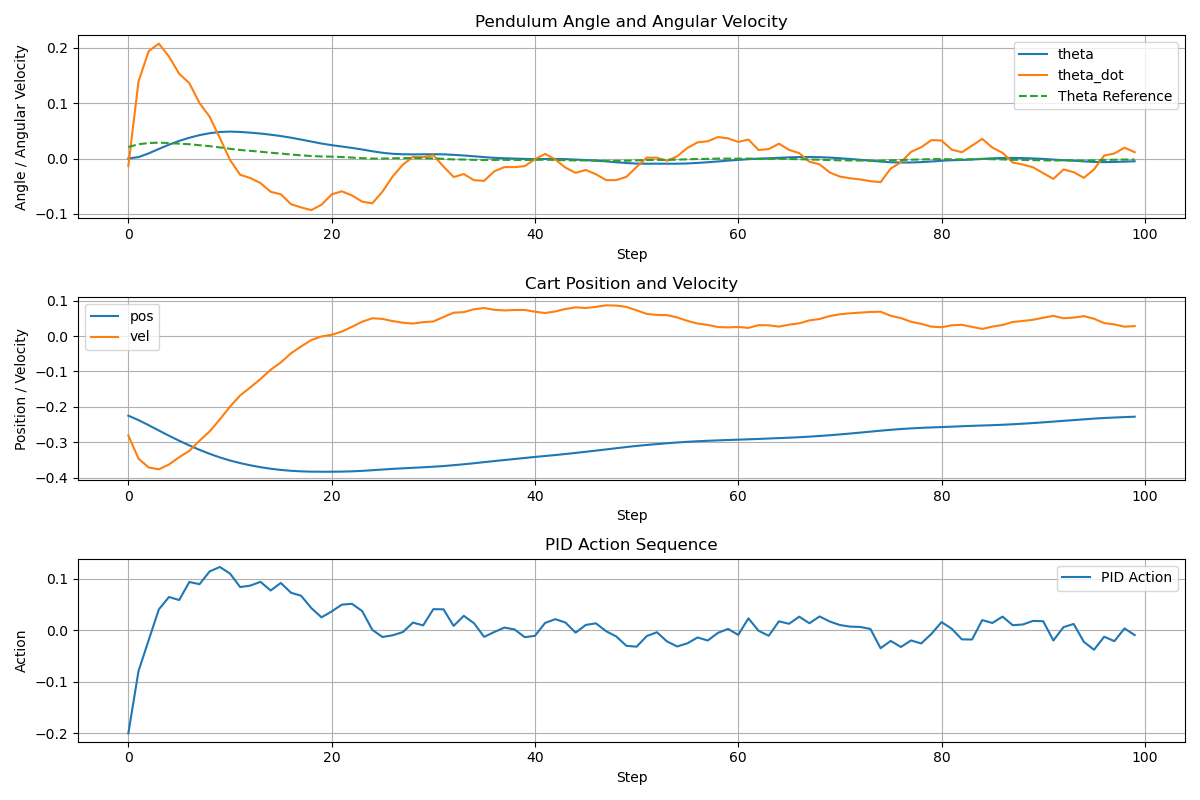 Pendulum Angle and Angular Velocity
Angle / Angular Velocity
0.2
0.1
0.0
−0.1
theta
theta_dot
Theta Reference
0 20 40 60 80 100
Step
Cart Position and Velocity
Position / Velocity
0.1
0.0
−0.1
−0.2
−0.3
−0.4
pos
vel
0 20 40 60 80 100
Step
PID Action Sequence
Action
0.1
0.0
−0.1
−0.2
PID Action
0 20 40 60 80 100
Step